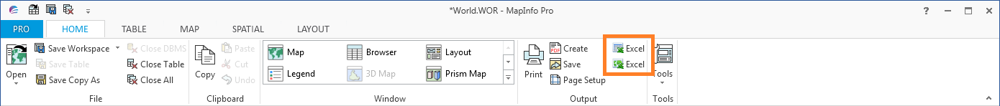 *World.WOR - MapInfo Pro
PRO HOME TABLE MAP SPATIAL LAYOUT
Open
Save Workspace
Save Table
Save Copy As
Close DBMS
Close Table
Close All
File
Copy
Paste
Cut
Undo
Clipboard
Map Browser Layout
Legend 3D Map Prism Map
Window
Print
PDF Create
Save
Page Setup
Excel
Excel
Output
Tools
Tools